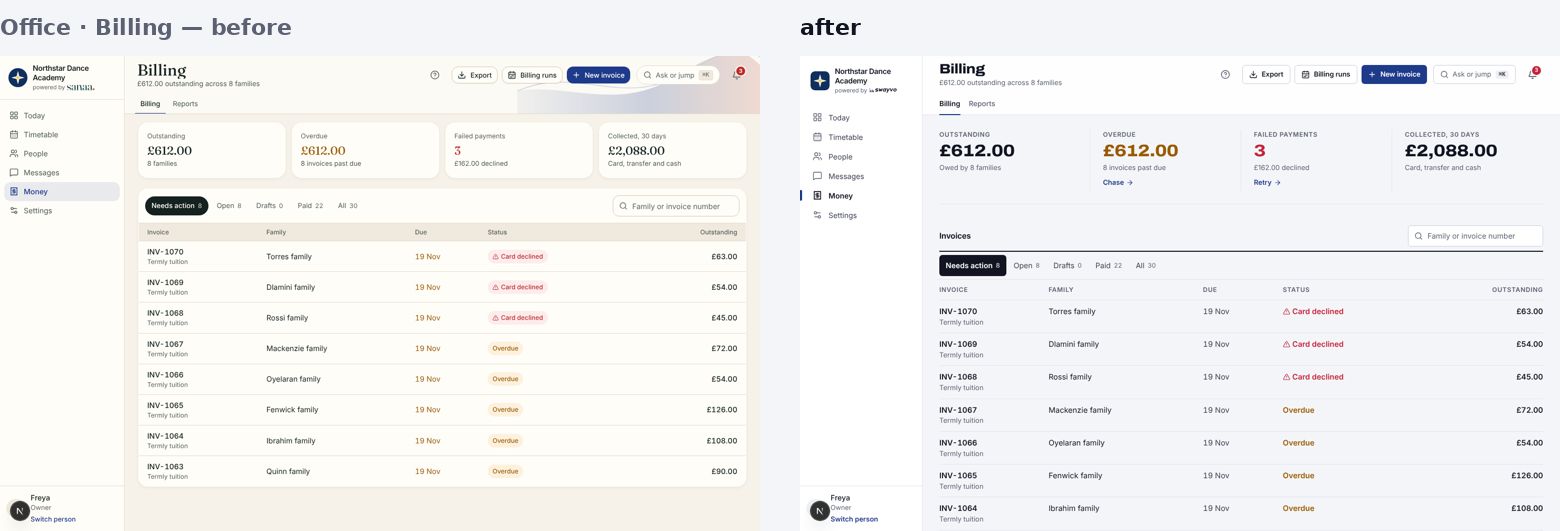 Office · Billing — before
Northstar Dance
Academy
powered by sanaa.
Today
Timetable
People
Messages
Money
Settings
Freya
N
Owner
Switch person
Billing
£612.00 outstanding across 8 families
Export
Billing runs
New invoice
Ask or jump ⌘K
3
Billing Reports
Outstanding
£612.00
8 families
Overdue
£612.00
8 invoices past due
Failed payments
3
£162.00 declined
Collected, 30 days
£2,088.00
Card, transfer and cash
Needs action 8 Open 8 Drafts 0 Paid 22 All 30
Family or invoice number
Invoice Family Due Status Outstanding
INV-1070 Torres family 19 Nov Card declined £63.00
Termly tuition
INV-1069 Dlamini family 19 Nov Card declined £54.00
Termly tuition
INV-1068 Rossi family 19 Nov Card declined £45.00
Termly tuition
INV-1067 Mackenzie family 19 Nov Overdue £72.00
Termly tuition
INV-1066 Oyelaran family 19 Nov Overdue £54.00
Termly tuition
INV-1065 Fenwick family 19 Nov Overdue £126.00
Termly tuition
INV-1064 Ibrahim family 19 Nov Overdue £108.00
Termly tuition
INV-1063 Quinn family 19 Nov Overdue £90.00
Termly tuition
after
Northstar Dance
Academy
powered by swayvo
Today
Timetable
People
Messages
Money
Settings
Freya
N
Owner
Switch person
Billing
£612.00 outstanding across 8 families
Export
Billing runs
New invoice
Ask or jump ⌘K
3
Billing Reports
OUTSTANDING
£612.00
Owed by 8 families
OVERDUE
£612.00
8 invoices past due
Chase →
FAILED PAYMENTS
3
£162.00 declined
Retry →
COLLECTED, 30 DAYS
£2,088.00
Card, transfer and cash
Invoices
Family or invoice number
Needs action 8 Open 8 Drafts 0 Paid 22 All 30
INVOICE FAMILY DUE STATUS OUTSTANDING
INV-1070 Torres family 19 Nov Card declined £63.00
Termly tuition
INV-1069 Dlamini family 19 Nov Card declined £54.00
Termly tuition
INV-1068 Rossi family 19 Nov Card declined £45.00
Termly tuition
INV-1067 Mackenzie family 19 Nov Overdue £72.00
Termly tuition
INV-1066 Oyelaran family 19 Nov Overdue £54.00
Termly tuition
INV-1065 Fenwick family 19 Nov Overdue £126.00
Termly tuition
INV-1064 Ibrahim family 19 Nov Overdue £108.00
Termly tuition